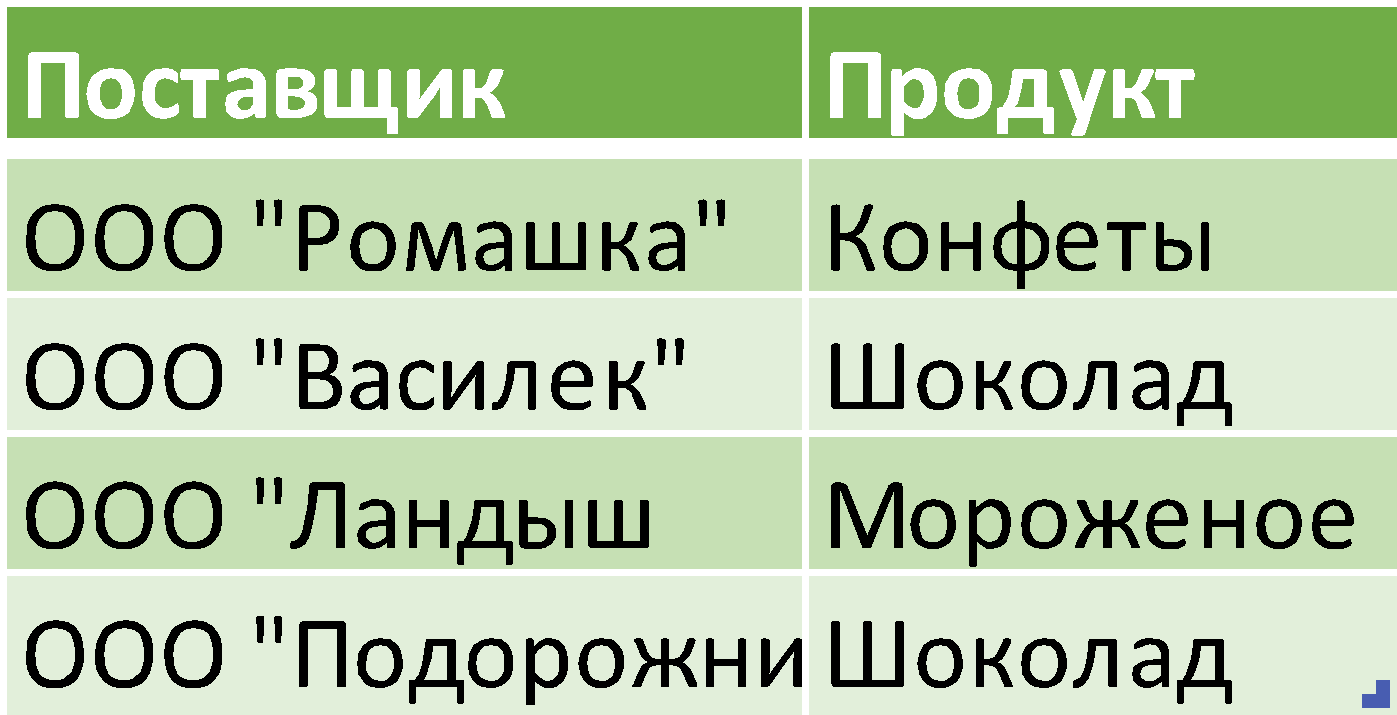 Поставщик Продукт
ООО "Ромашка" Конфеты
ООО "Василек" Шоколад
ООО "Ландыш Мороженое
ООО "Подорожни Шоколад